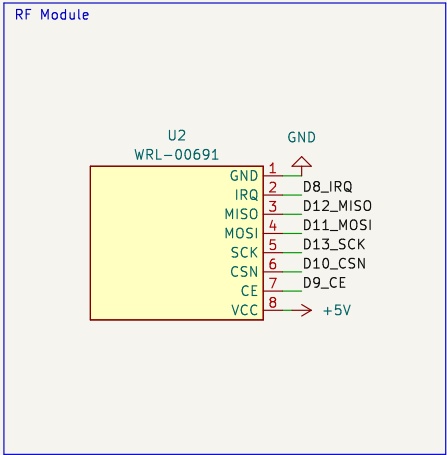 RF Module
U2
WRL-00691
GND
GND 1
IRQ 2 D8_IRQ
MISO 3 D12_MISO
MOSI 4 D11_MOSI
SCK 5 D13_SCK
CSN 6 D10_CSN
CE 7 D9_CE
VCC 8 +5V